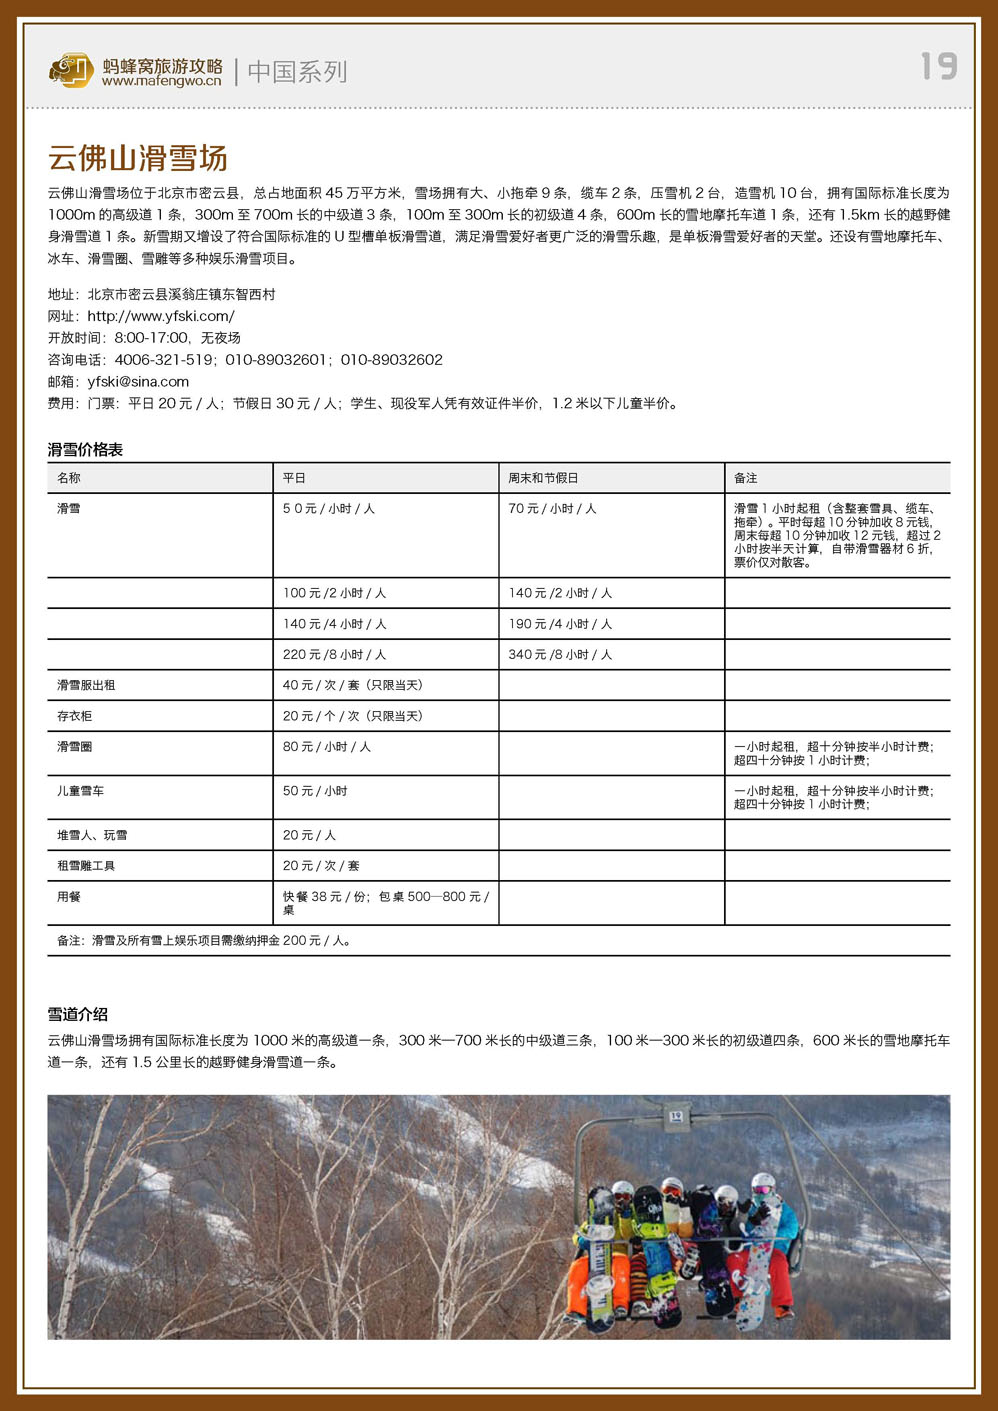 蚂蜂窝旅游攻略
www.mafengwo.cn
中国系列
19
云佛山滑雪场
云佛山滑雪场位于北京市密云县，总占地面积 45 万平方米，雪场拥有大、小拖牵 9 条，缆车 2 条，压雪机 2 台，造雪机 10 台，拥有国际标准长度为
1000m 的高级道 1 条，300m 至 700m 长的中级道 3 条，100m 至 300m 长的初级道 4 条，600m 长的雪地摩托车道 1 条，还有 1.5km 长的越野健
身滑雪道 1 条。新雪期又增设了符合国际标准的 U 型槽单板滑雪道，满足滑雪爱好者更广泛的滑雪乐趣，是单板滑雪爱好者的天堂。还设有雪地摩托车、
冰车、滑雪圈、雪雕等多种娱乐滑雪项目。
地址：北京市密云县溪翁庄镇东智西村
网址：http://www.yfski.com/
开放时间：8:00-17:00，无夜场
咨询电话：4006-321-519；010-89032601；010-89032602
邮箱：yfski@sina.com
费用：门票：平日 20 元 / 人；节假日 30 元 / 人；学生、现役军人凭有效证件半价，1.2 米以下儿童半价。
滑雪价格表
名称 平日 周末和节假日 备注
滑雪 5 0 元 / 小时 / 人 70 元 / 小时 / 人 滑雪 1 小时起租（含整套雪具、缆车、
拖牵）。平时每超 10 分钟加收 8 元钱，
周末每超 10 分钟加收 12 元钱，超过 2
小时按半天计算，自带滑雪器材 6 折，
票价仅对散客。
100 元 /2 小时 / 人 140 元 /2 小时 / 人
140 元 /4 小时 / 人 190 元 /4 小时 / 人
220 元 /8 小时 / 人 340 元 /8 小时 / 人
滑雪服出租 40 元 / 次 / 套（只限当天）
存衣柜 20 元 / 个 / 次（只限当天）
滑雪圈 80 元 / 小时 / 人 一小时起租，超十分钟按半小时计费；
超四十分钟按 1 小时计费；
儿童雪车 50 元 / 小时 一小时起租，超十分钟按半小时计费；
超四十分钟按 1 小时计费；
堆雪人、玩雪 20 元 / 人
租雪雕工具 20 元 / 次 / 套
用餐 快餐 38 元 / 份；包桌 500—800 元 /
桌
备注：滑雪及所有雪上娱乐项目需缴纳押金 200 元 / 人。
雪道介绍
云佛山滑雪场拥有国际标准长度为 1000 米的高级道一条，300 米—700 米长的中级道三条，100 米—300 米长的初级道四条，600 米长的雪地摩托车
道一条，还有 1.5 公里长的越野健身滑雪道一条。
19